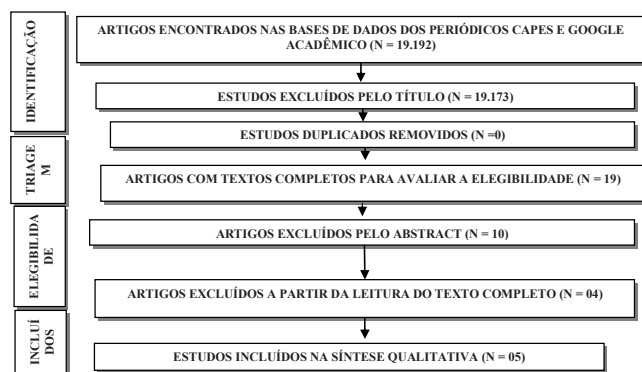 IDENTIFICAÇÃO
ARTIGOS ENCONTRADOS NAS BASES DE DADOS DOS PERIÓDICOS CAPES E GOOGLE
ACADÊMICO (N = 19.192)
ESTUDOS EXCLUÍDOS PELO TÍTULO (N = 19.173)
ESTUDOS DUPLICADOS REMOVIDOS (N =0)
TRIAGE
M
ARTIGOS COM TEXTOS COMPLETOS PARA AVALIAR A ELEGIBILIDADE (N = 19)
ELEGIBILIDA
DE
ARTIGOS EXCLUÍDOS PELO ABSTRACT (N = 10)
ARTIGOS EXCLUÍDOS A PARTIR DA LEITURA DO TEXTO COMPLETO (N = 04)
INCLUÍ
DOS
ESTUDOS INCLUÍDOS NA SÍNTESE QUALITATIVA (N = 05)